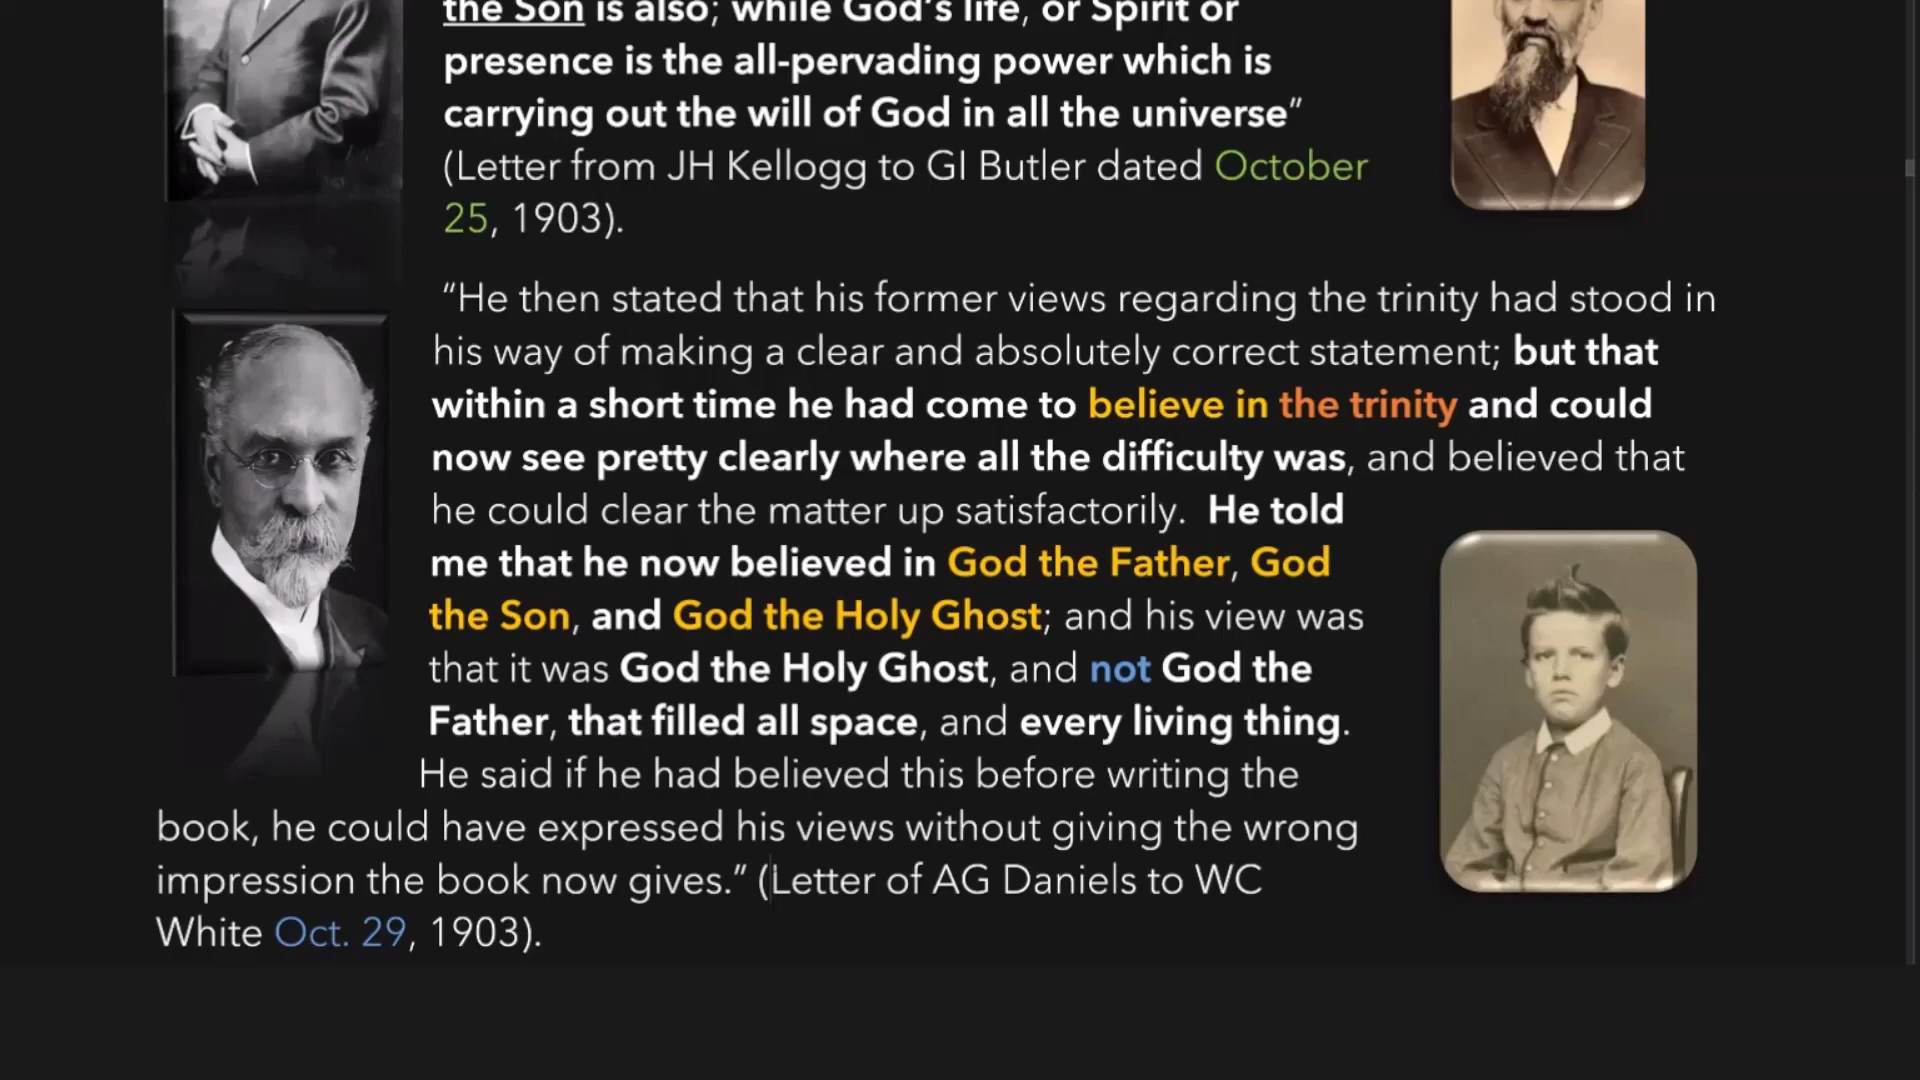 the Son is also; while God's life, or Spirit or
presence is the all-pervading power which is
carrying out the will of God in all the universe”
(Letter from JH Kellogg to GI Butler dated October
25, 1903).
“He then stated that his former views regarding the trinity had stood in
his way of making a clear and absolutely correct statement; but that
within a short time he had come to believe in the trinity and could
now see pretty clearly where all the difficulty was, and believed that
he could clear the matter up satisfactorily.  He told
me that he now believed in God the Father, God
the Son, and God the Holy Ghost; and his view was
that it was God the Holy Ghost, and not God the
Father, that filled all space, and every living thing.
He said if he had believed this before writing the
book, he could have expressed his views without giving the wrong
impression the book now gives.” (Letter of AG Daniels to WC
White Oct. 29, 1903).